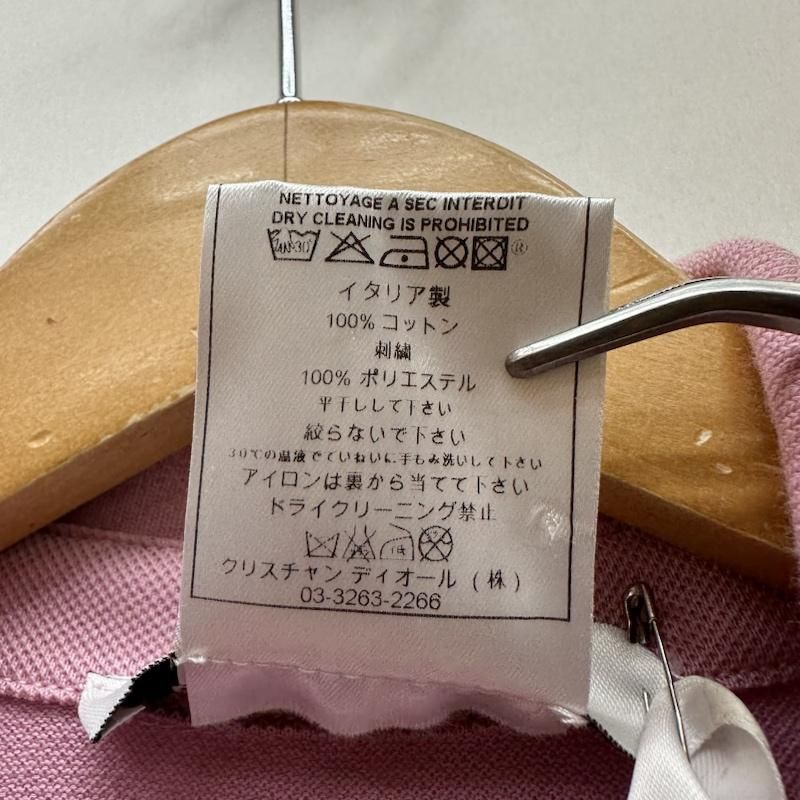 NETTOYAGE A SEC INTERDIT
DRY CLEANING IS PROHIBITED
イタリア製
100% コットン
刺繍
100% ポリエステル
平干しして下さい
絞らないで下さい
30℃の温液でていねいに手もみ洗いして下さい
アイロンは裏から当てて下さい
ドライクリーニング禁止
クリスチャン ディオール (株)
03-3263-2266